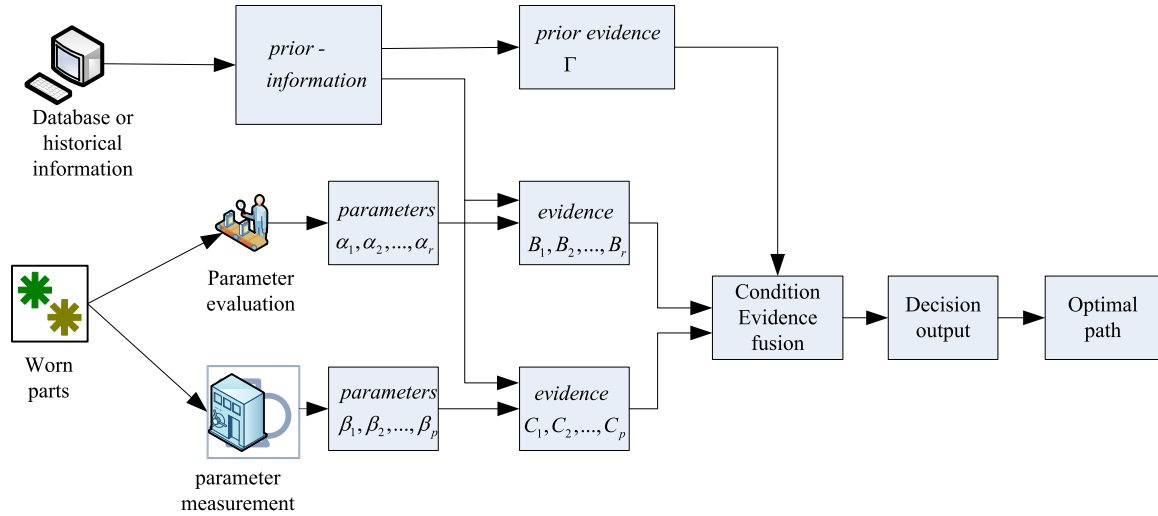 Database or
historical
information
prior -
information
prior evidence
Γ
Parameter
evaluation
parameters
α₁,α₂,...,αᵣ
evidence
B₁,B₂,...,Bᵣ
Worn
parts
parameter
measurement
parameters
β₁,β₂,...,βₚ
evidence
C₁,C₂,...,Cₚ
Condition
Evidence
fusion
Decision
output
Optimal
path